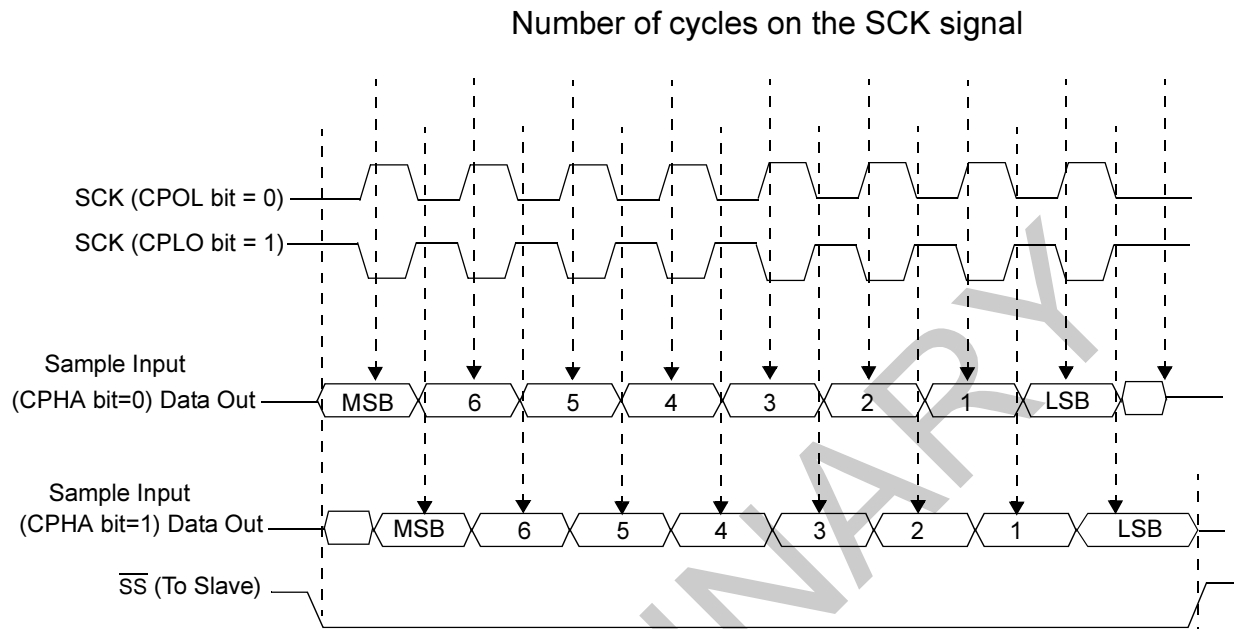 Number of cycles on the SCK signal
SCK (CPOL bit = 0)
SCK (CPLO bit = 1)
Sample Input
(CPHA bit=0) Data Out
MSB 6 5 4 3 2 1 LSB
Sample Input
(CPHA bit=1) Data Out
MSB 6 5 4 3 2 1 LSB
SS (To Slave)
INARY